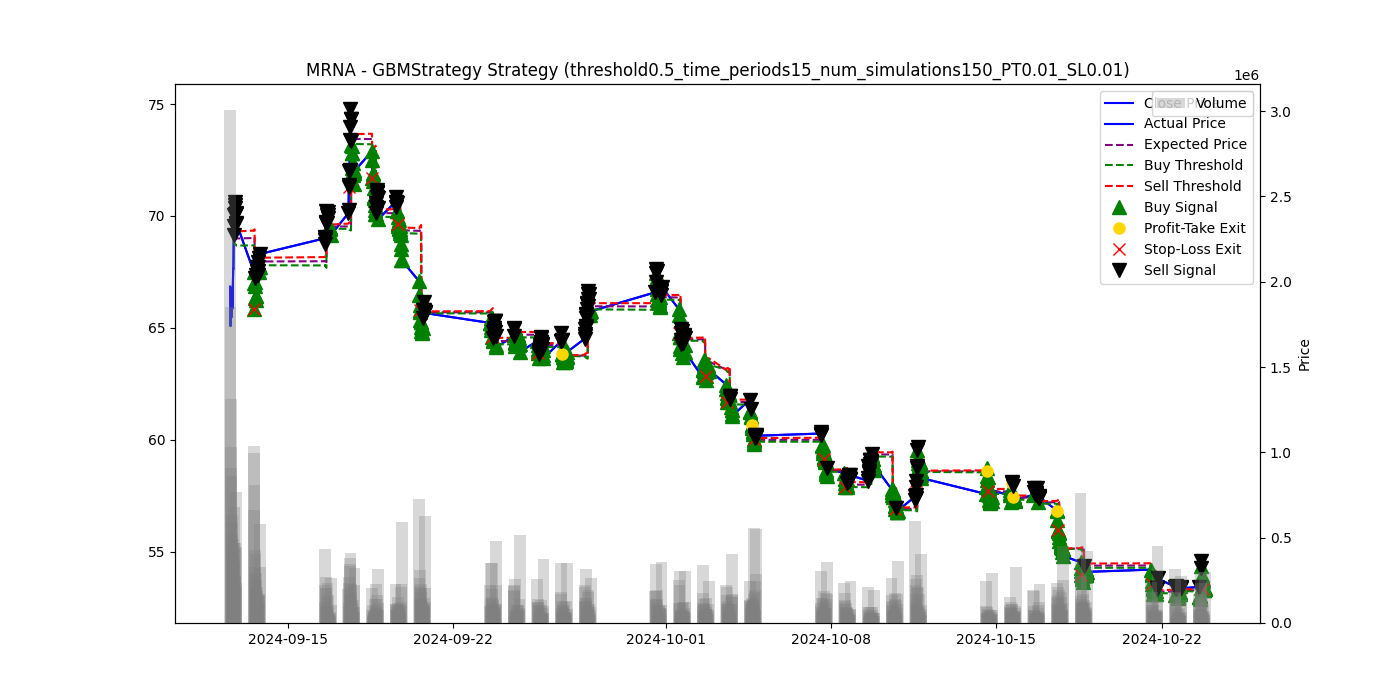 MRNA - GBMStrategy Strategy (threshold0.5_time_periods15_num_simulations150_PT0.01_SL0.01)
1e6
75
70
65
60
55
3.0
2.5
2.0
1.5
1.0
0.5
0.0
Price
2024-09-15
2024-09-22
2024-10-01
2024-10-08
2024-10-15
2024-10-22
Close Price
Volume
Actual Price
Expected Price
Buy Threshold
Sell Threshold
Buy Signal
Profit-Take Exit
Stop-Loss Exit
Sell Signal